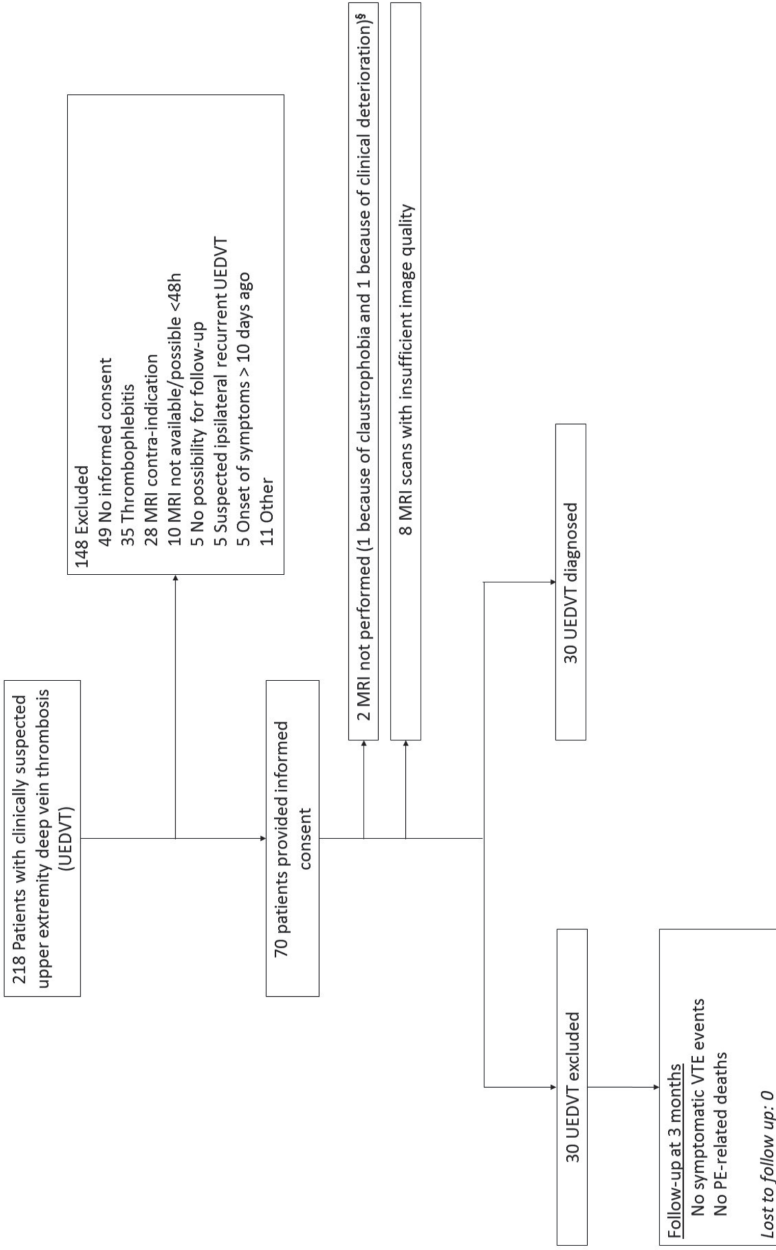 218 Patients with clinically suspected
upper extremity deep vein thrombosis
(UEDVT)
148 Excluded
49 No informed consent
35 Thrombophlebitis
28 MRI contra-indication
10 MRI not available/possible <48h
5 No possibility for follow-up
5 Suspected ipsilateral recurrent UEDVT
5 Onset of symptoms > 10 days ago
11 Other
70 patients provided informed
consent
2 MRI not performed (1 because of claustrophobia and 1 because of clinical deterioration)§
8 MRI scans with insufficient image quality
30 UEDVT excluded
30 UEDVT diagnosed
Follow-up at 3 months
No symptomatic VTE events
No PE-related deaths
Lost to follow up: 0